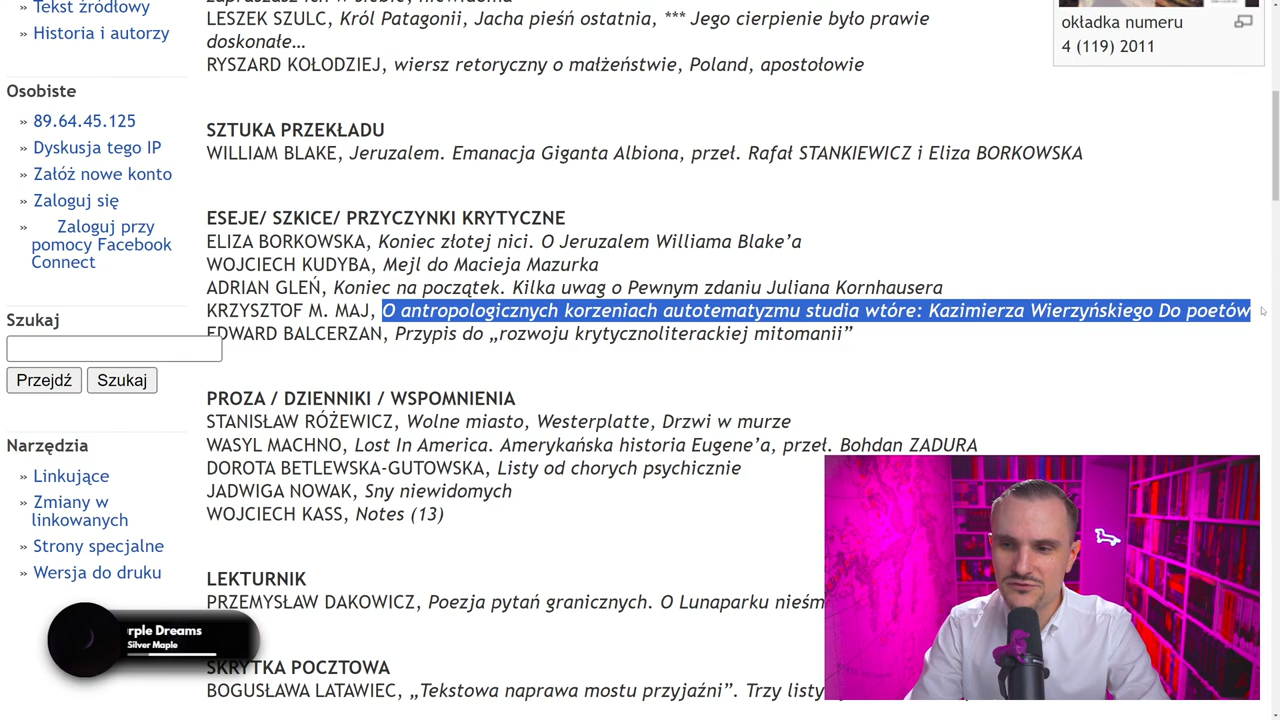 Tekst źródłowy
Historia i autorzy
Osobiste
89.64.45.125
Dyskusja tego IP
Załóż nowe konto
Zaloguj się
Zaloguj przy
pomocy Facebook
Connect
Szukaj
Przejdź Szukaj
Narzędzia
Linkujące
Zmiany w
linkowanych
Strony specjalne
Wersja do druku
LESZEK SZULC, Król Patagonii, Jacha pieśń ostatnia, *** Jego cierpienie było prawie
doskonałe…
RYSZARD KOŁODZIEJ, wiersz retoryczny o małżeństwie, Poland, apostołowie
SZTUKA PRZEKŁADU
WILLIAM BLAKE, Jeruzalem. Emanacja Giganta Albiona, przeł. Rafał STANKIEWICZ i Eliza BORKOWSKA
ESEJE/ SZKICE/ PRZYCZYNKI KRYTYCZNE
ELIZA BORKOWSKA, Koniec złotej nici. O Jeruzalem Williama Blake’a
WOJCIECH KUDYBA, Mejl do Macieja Mazurka
ADRIAN GLEŃ, Koniec na początek. Kilka uwag o Pewnym zdaniu Juliana Kornhausera
KRZYSZTOF M. MAJ, O antropologicznych korzeniach autotematyzmu studia wtóre: Kazimierza Wierzyńskiego Do poetów
EDWARD BALCERZAN, Przypis do „rozwoju krytycznoliterackiej mitomanii”
PROZA / DZIENNIKI / WSPOMNIENIA
STANISŁAW RÓŻEWICZ, Wolne miasto, Westerplatte, Drzwi w murze
WASYL MACHNO, Lost In America. Amerykańska historia Eugene’a, przeł. Bohdan ZADURA
DOROTA BETLEWSKA-GUTOWSKA, Listy od chorych psychicznie
JADWIGA NOWAK, Sny niewidomych
WOJCIECH KASS, Notes (13)
LEKTURNIK
PRZEMYSŁAW DAKOWICZ, Poezja pytań granicznych. O Lunaparku
SKRYTKA POCZTOWA
BOGUSŁAWA LATAWIEC, „Tekstowa naprawa mostu przyjaźni”. Trzy listy
okładka numeru
4 (119) 2011
rple Dreams
Silver Maple